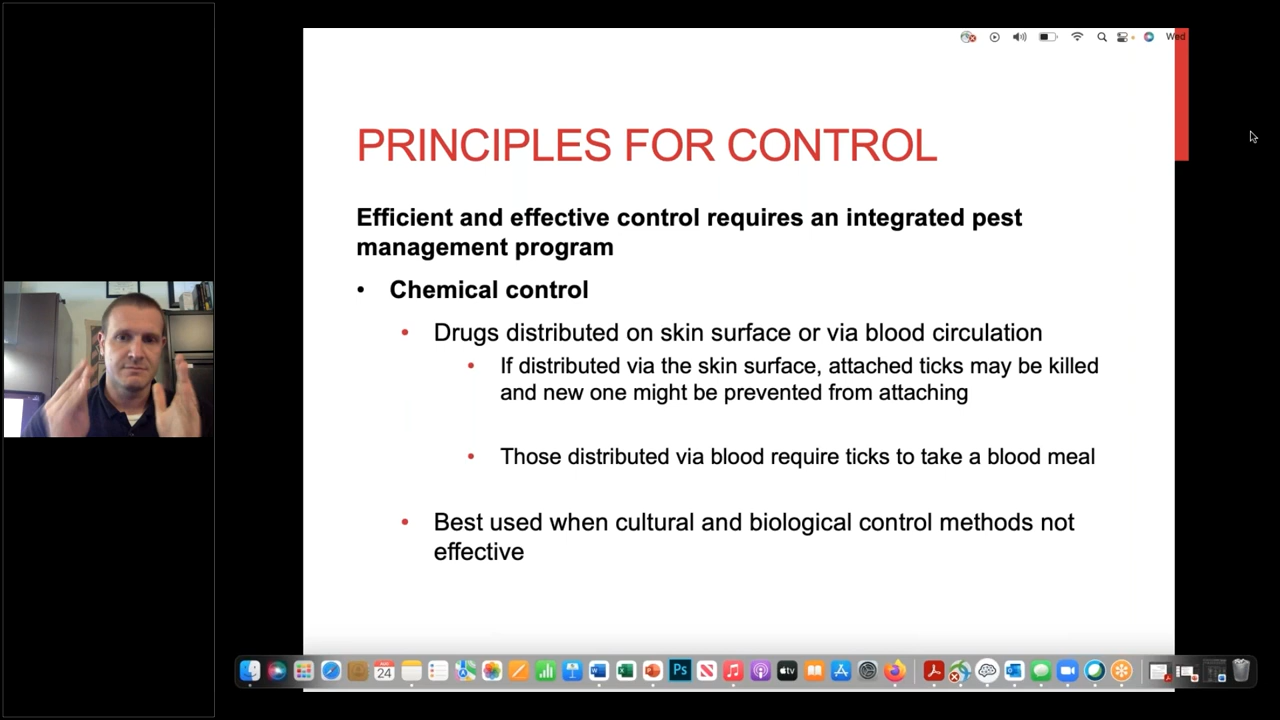 Wed
PRINCIPLES FOR CONTROL
Efficient and effective control requires an integrated pest
management program
• Chemical control
• Drugs distributed on skin surface or via blood circulation
• If distributed via the skin surface, attached ticks may be killed
and new one might be prevented from attaching
• Those distributed via blood require ticks to take a blood meal
• Best used when cultural and biological control methods not
effective
24
Ps
tv